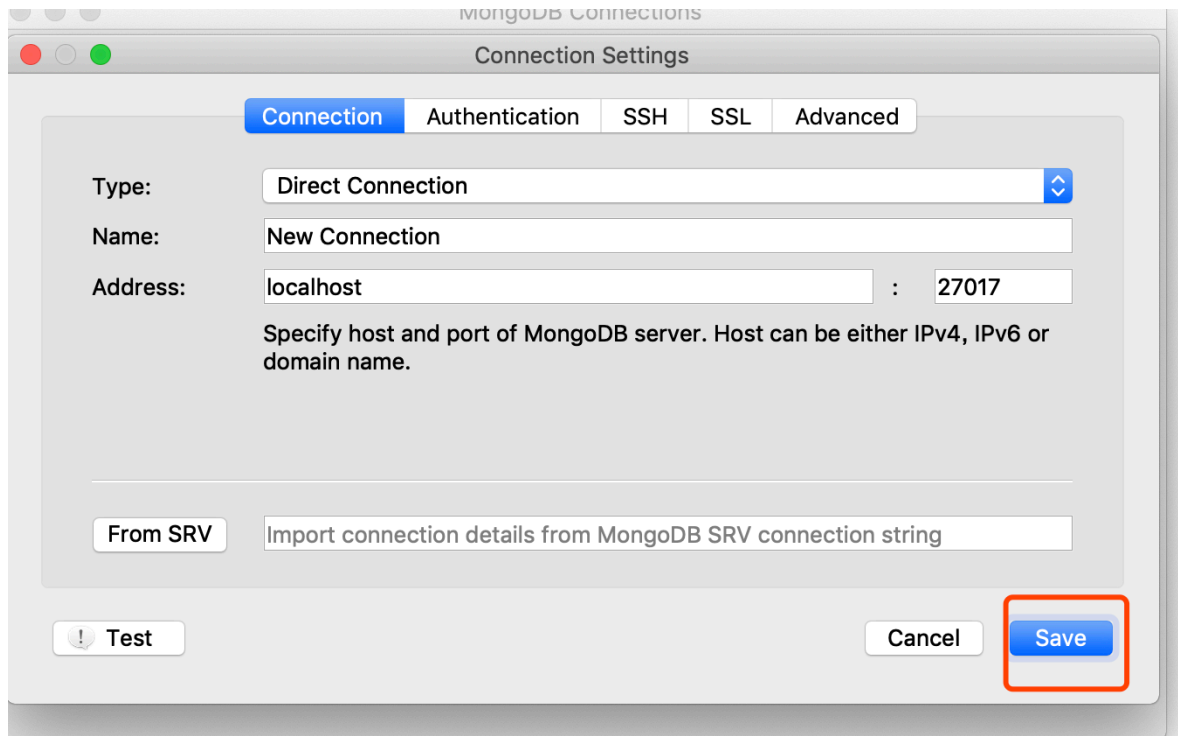 MongoDB Connections
Connection Settings
Connection Authentication SSH SSL Advanced
Type: Direct Connection
Name: New Connection
Address: localhost : 27017
Specify host and port of MongoDB server. Host can be either IPv4, IPv6 or
domain name.
From SRV Import connection details from MongoDB SRV connection string
! Test Cancel Save